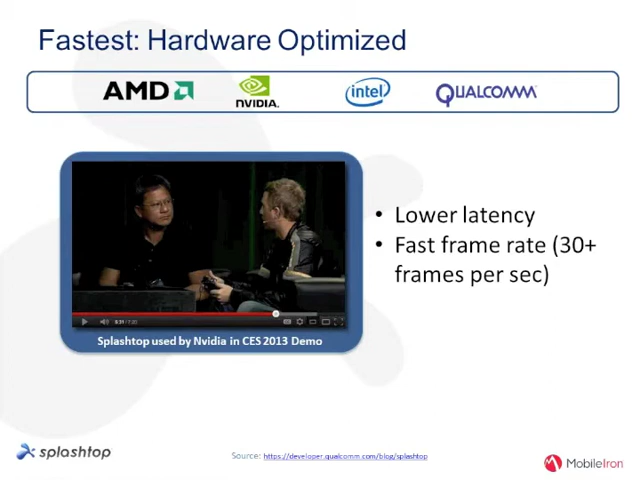 Fastest: Hardware Optimized
AMD NVIDIA. intel QUALCOMM
• Lower latency
• Fast frame rate (30+
frames per sec)
Splashtop used by Nvidia in CES 2013 Demo
splashtop
Source: https://developer.qualcomm.com/blog/splashtop
MobileIron